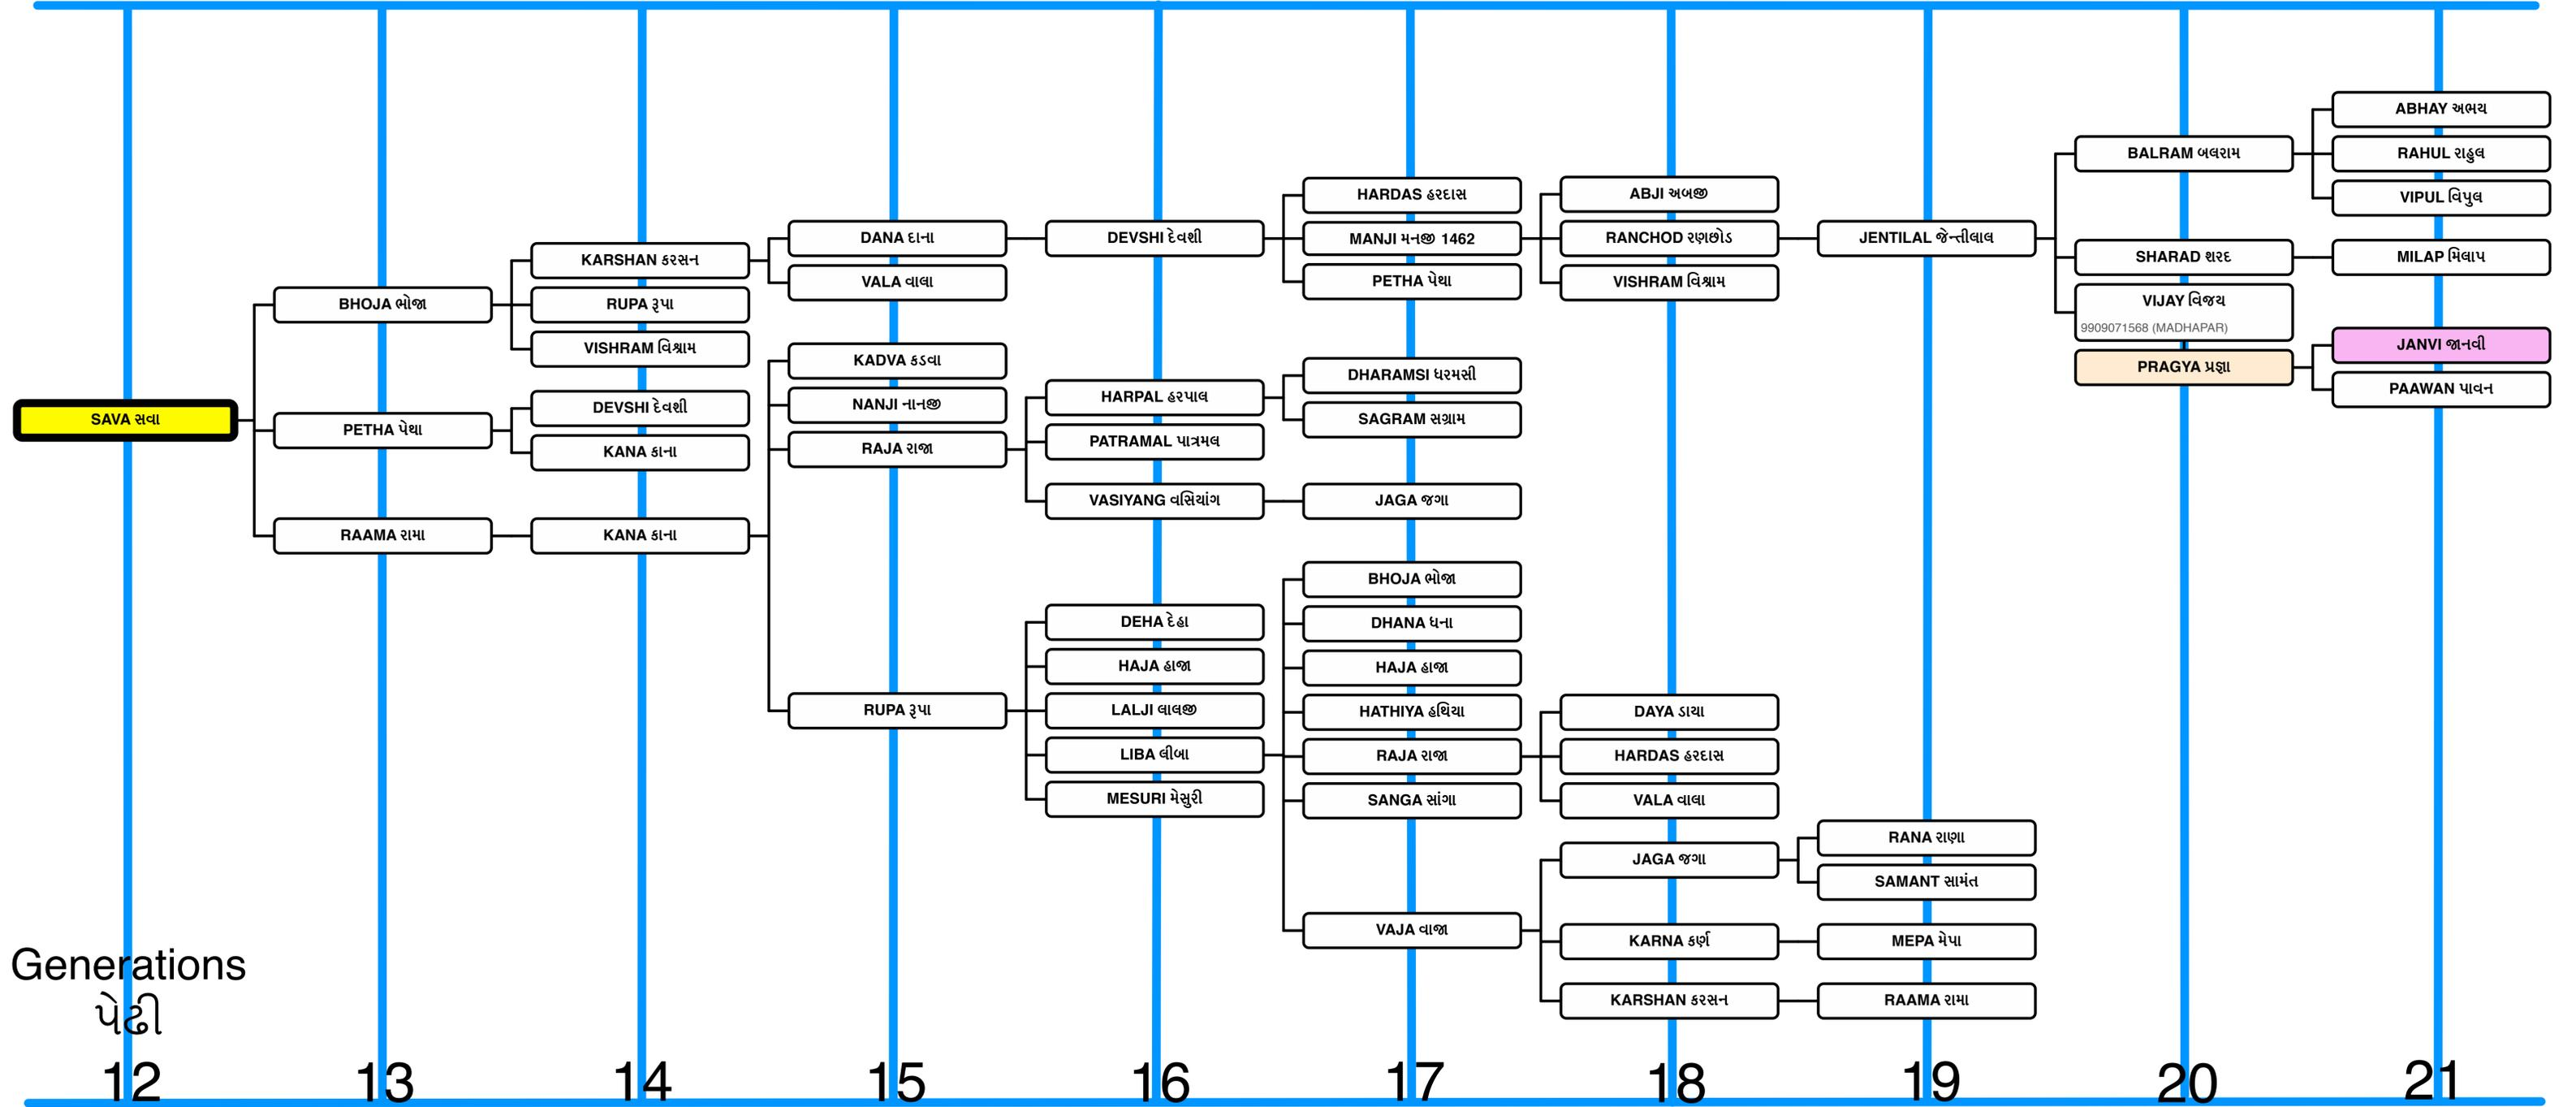 ABHAY અભય
BALRAM બલરામ
RAHUL રાહુલ
VIPUL વિપુલ
HARDAS હરદાસ
ABJI અબજી
DANA દાના
DEVSHI દેવશી
MANJI મનજી 1462
RANCHOD રણછોડ
JENTILAL જેન્તીલાલ
KARSHAN કરસન
SHARAD શરદ
MILAP મિલાપ
VALA વાલા
PETHA પેથા
VISHRAM વિશ્રામ
BHOJA ભોજા
RUPA રૂપા
VIJAY વિજય
9909071568 (MADHAPAR)
VISHRAM વિશ્રામ
JANVI જાનવી
KADVA કડવા
DHARAMSI ધરમસી
PRAGYA પ્રજ્ઞા
PAAWAN પાવન
DEVSHI દેવશી
NANJI નાનજી
HARPAL હરપાલ
SAVA સવા
SAGRAM સગ્રામ
PETHA પેથા
PATRAMAL પાત્રમલ
KANA કાના
RAJA રાજા
VASIYANG વસિયાંગ
JAGA જગા
RAAMA રામા
KANA કાના
BHOJA ભોજા
DEHA દેહા
DHANA ધના
HAJA હાજા
HAJA હાજા
RUPA રૂપા
LALJI લાલજી
HATHIYA હથિયા
DAYA ડાયા
LIBA લીબા
RAJA રાજા
HARDAS હરદાસ
MESURI મેસુરી
SANGA સાંગા
VALA વાલા
RANA રાણા
JAGA જગા
SAMANT સામંત
VAJA વાજા
KARNA કર્ણ
MEPA મેપા
KARSHAN કરસન
RAAMA રામા
Generations
પેઢી
12 13 14 15 16 17 18 19 20 21